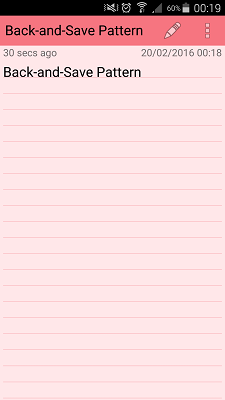 60% 00:19
Back-and-Save Pattern
30 secs ago 20/02/2016 00:18
Back-and-Save Pattern